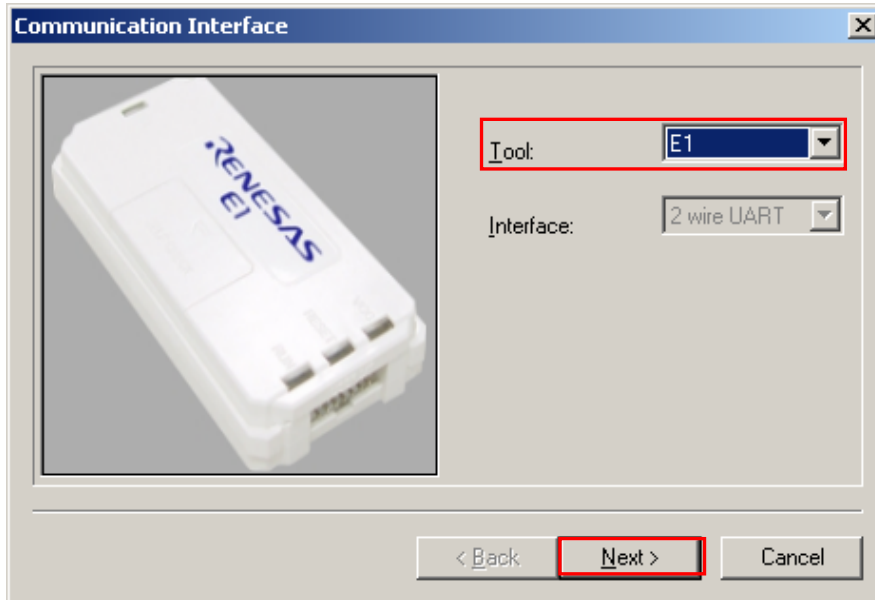 Communication Interface
RENESAS
E1
Tool:
E1
Interface:
2 wire UART
< Back
Next >
Cancel